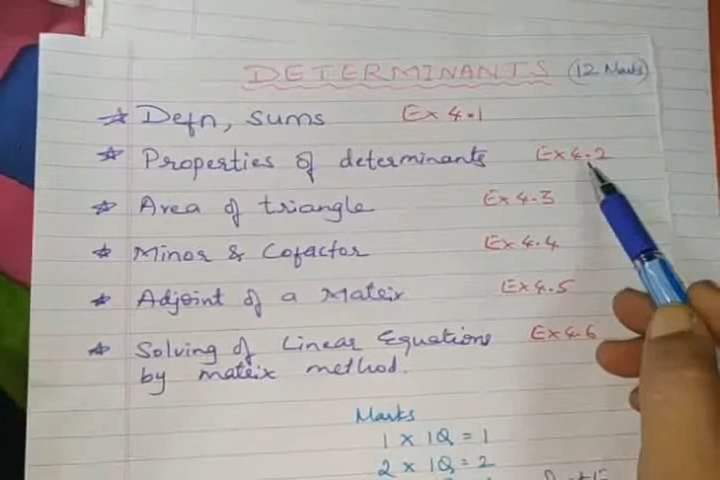 DETERMINANTS (12 Marks)
Defn, sums Ex 4.1
Properties of determinants Ex 4.2
Area of triangle Ex 4.3
Minor & Cofactor Ex 4.4
Adjoint of a Matrix Ex 4.5
Solving of Linear Equations Ex 4.6
by matrix method.
Marks
1 x 1Q = 1
2 x 1Q = 2